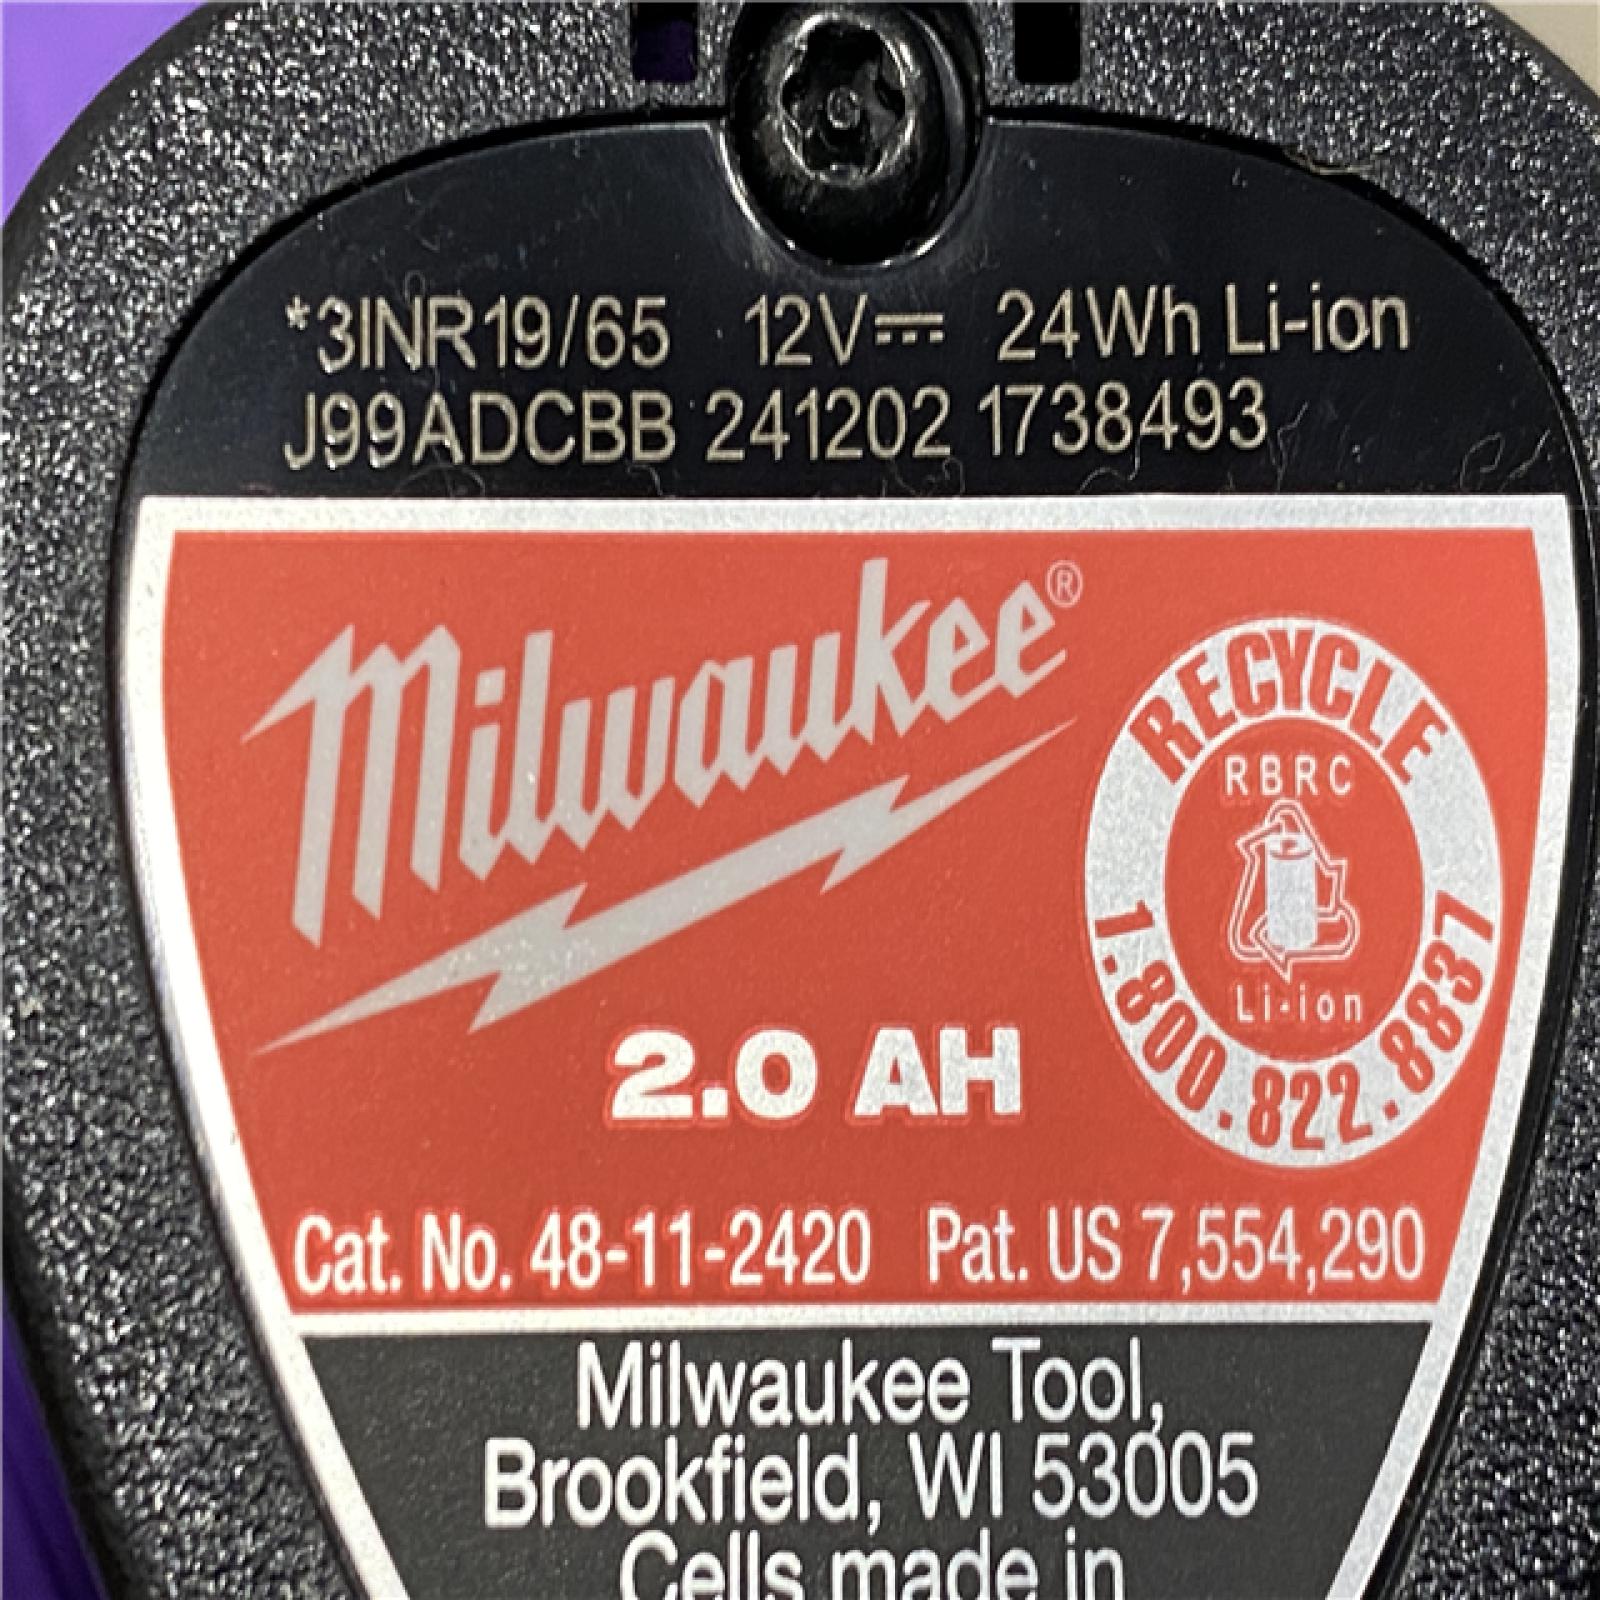 *3INR19/65 12V⎓ 24Wh Li-ion
J99ADCBB 241202 1738493
Milwaukee®
RECYCLE
RBRC
Li-ion
1.800.822.8837
2.0 AH
Cat. No. 48-11-2420 Pat. US 7,554,290
Milwaukee Tool,
Brookfield, WI 53005
Cells made in